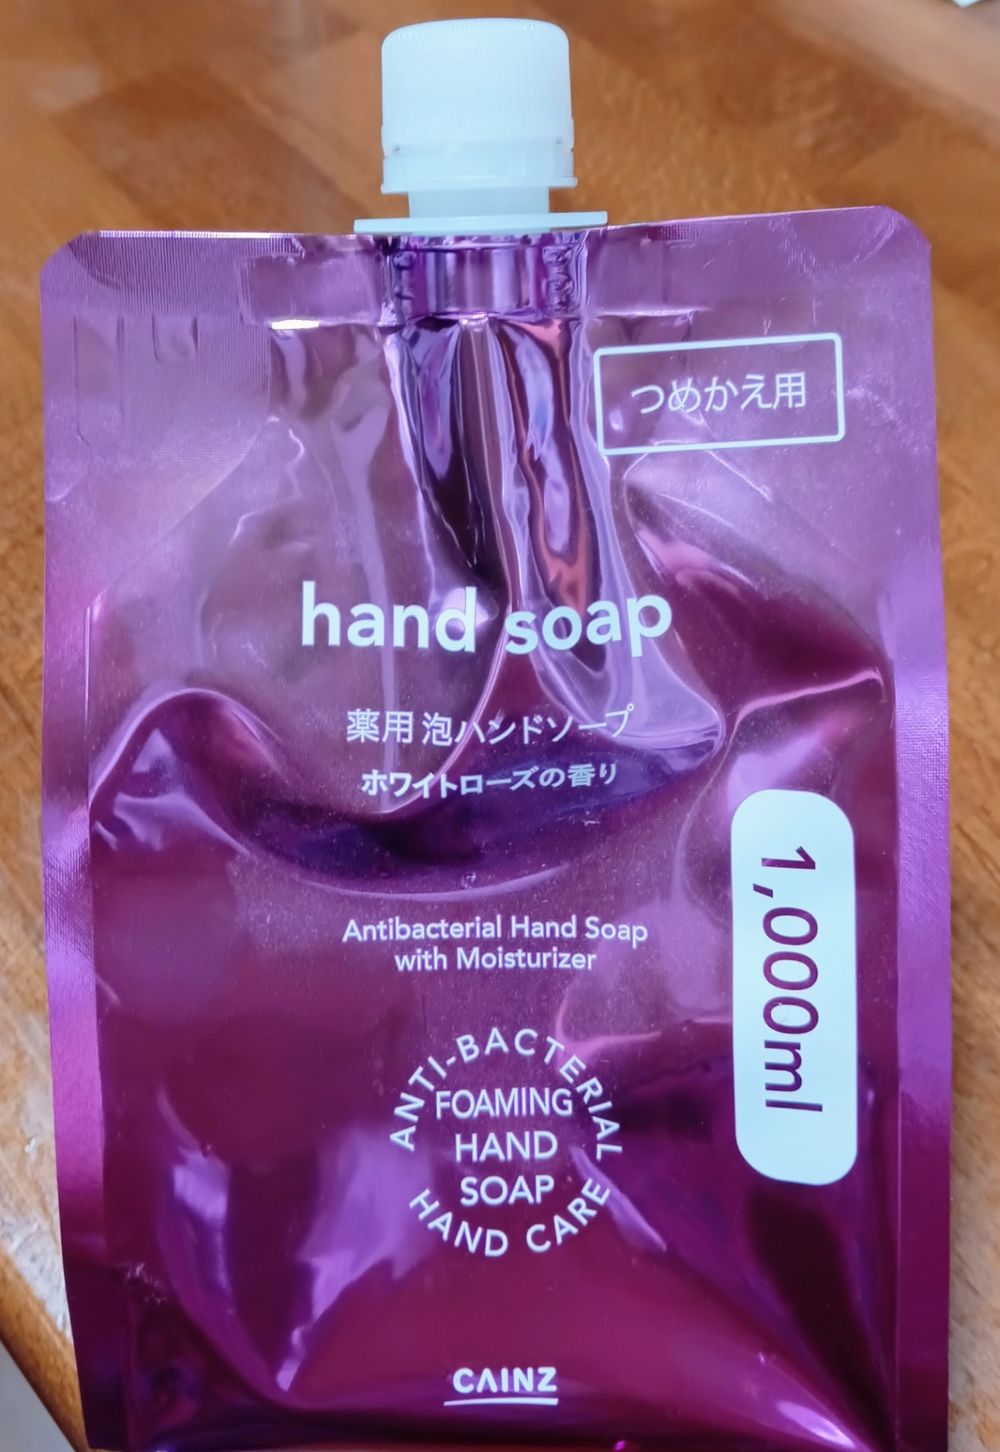 つめかえ用
hand soap
薬用 泡ハンドソープ
ホワイトローズの香り
1,000ml
Antibacterial Hand Soap
with Moisturizer
ANTI-BACTERIAL
FOAMING
HAND
SOAP
HAND CARE
CAINZ